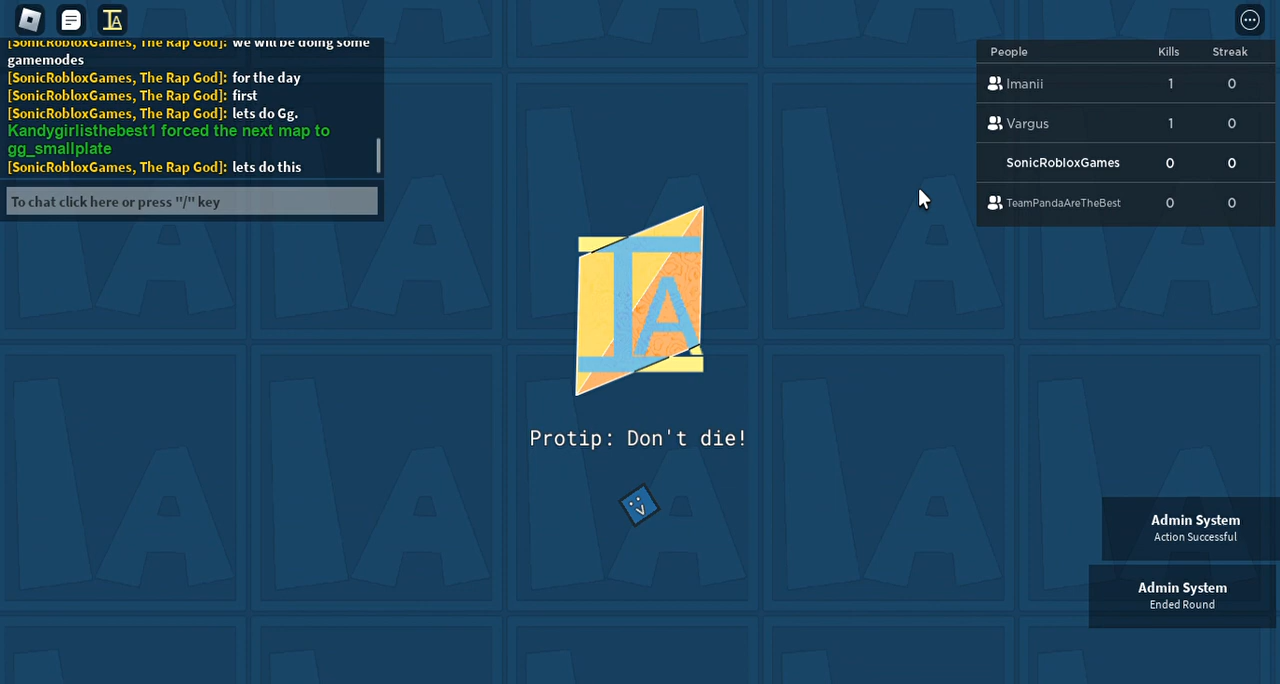 [SonicRobloxGames, The Rap God]: we will be doing some
gamemodes
[SonicRobloxGames, The Rap God]: for the day
[SonicRobloxGames, The Rap God]: first
[SonicRobloxGames, The Rap God]: lets do Gg.
Kandygirlisthebest1 forced the next map to
gg_smallplate
[SonicRobloxGames, The Rap God]: lets do this
To chat click here or press "/" key
People Kills Streak
Imanii 1 0
Vargus 1 0
SonicRobloxGames 0 0
TeamPandaAreTheBest 0 0
IA
Protip: Don't die!
:v
Admin System
Action Successful
Admin System
Ended Round